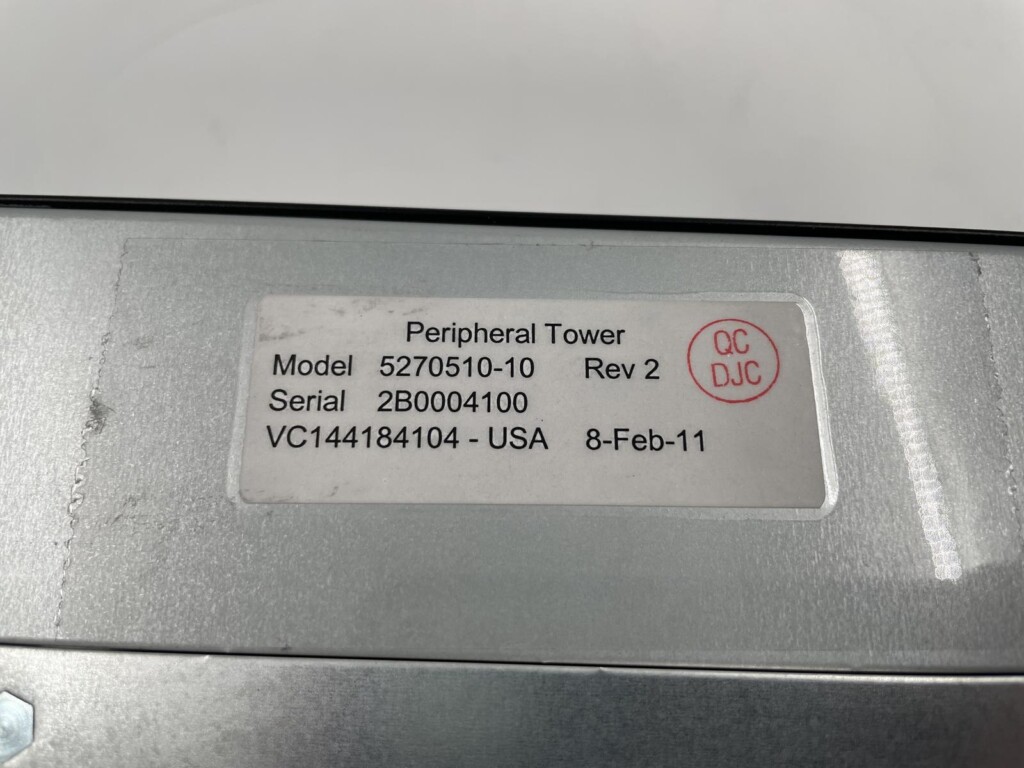 Peripheral Tower
Model 5270510-10 Rev 2
Serial 2B0004100
VC144184104 - USA 8-Feb-11
QC
DJC